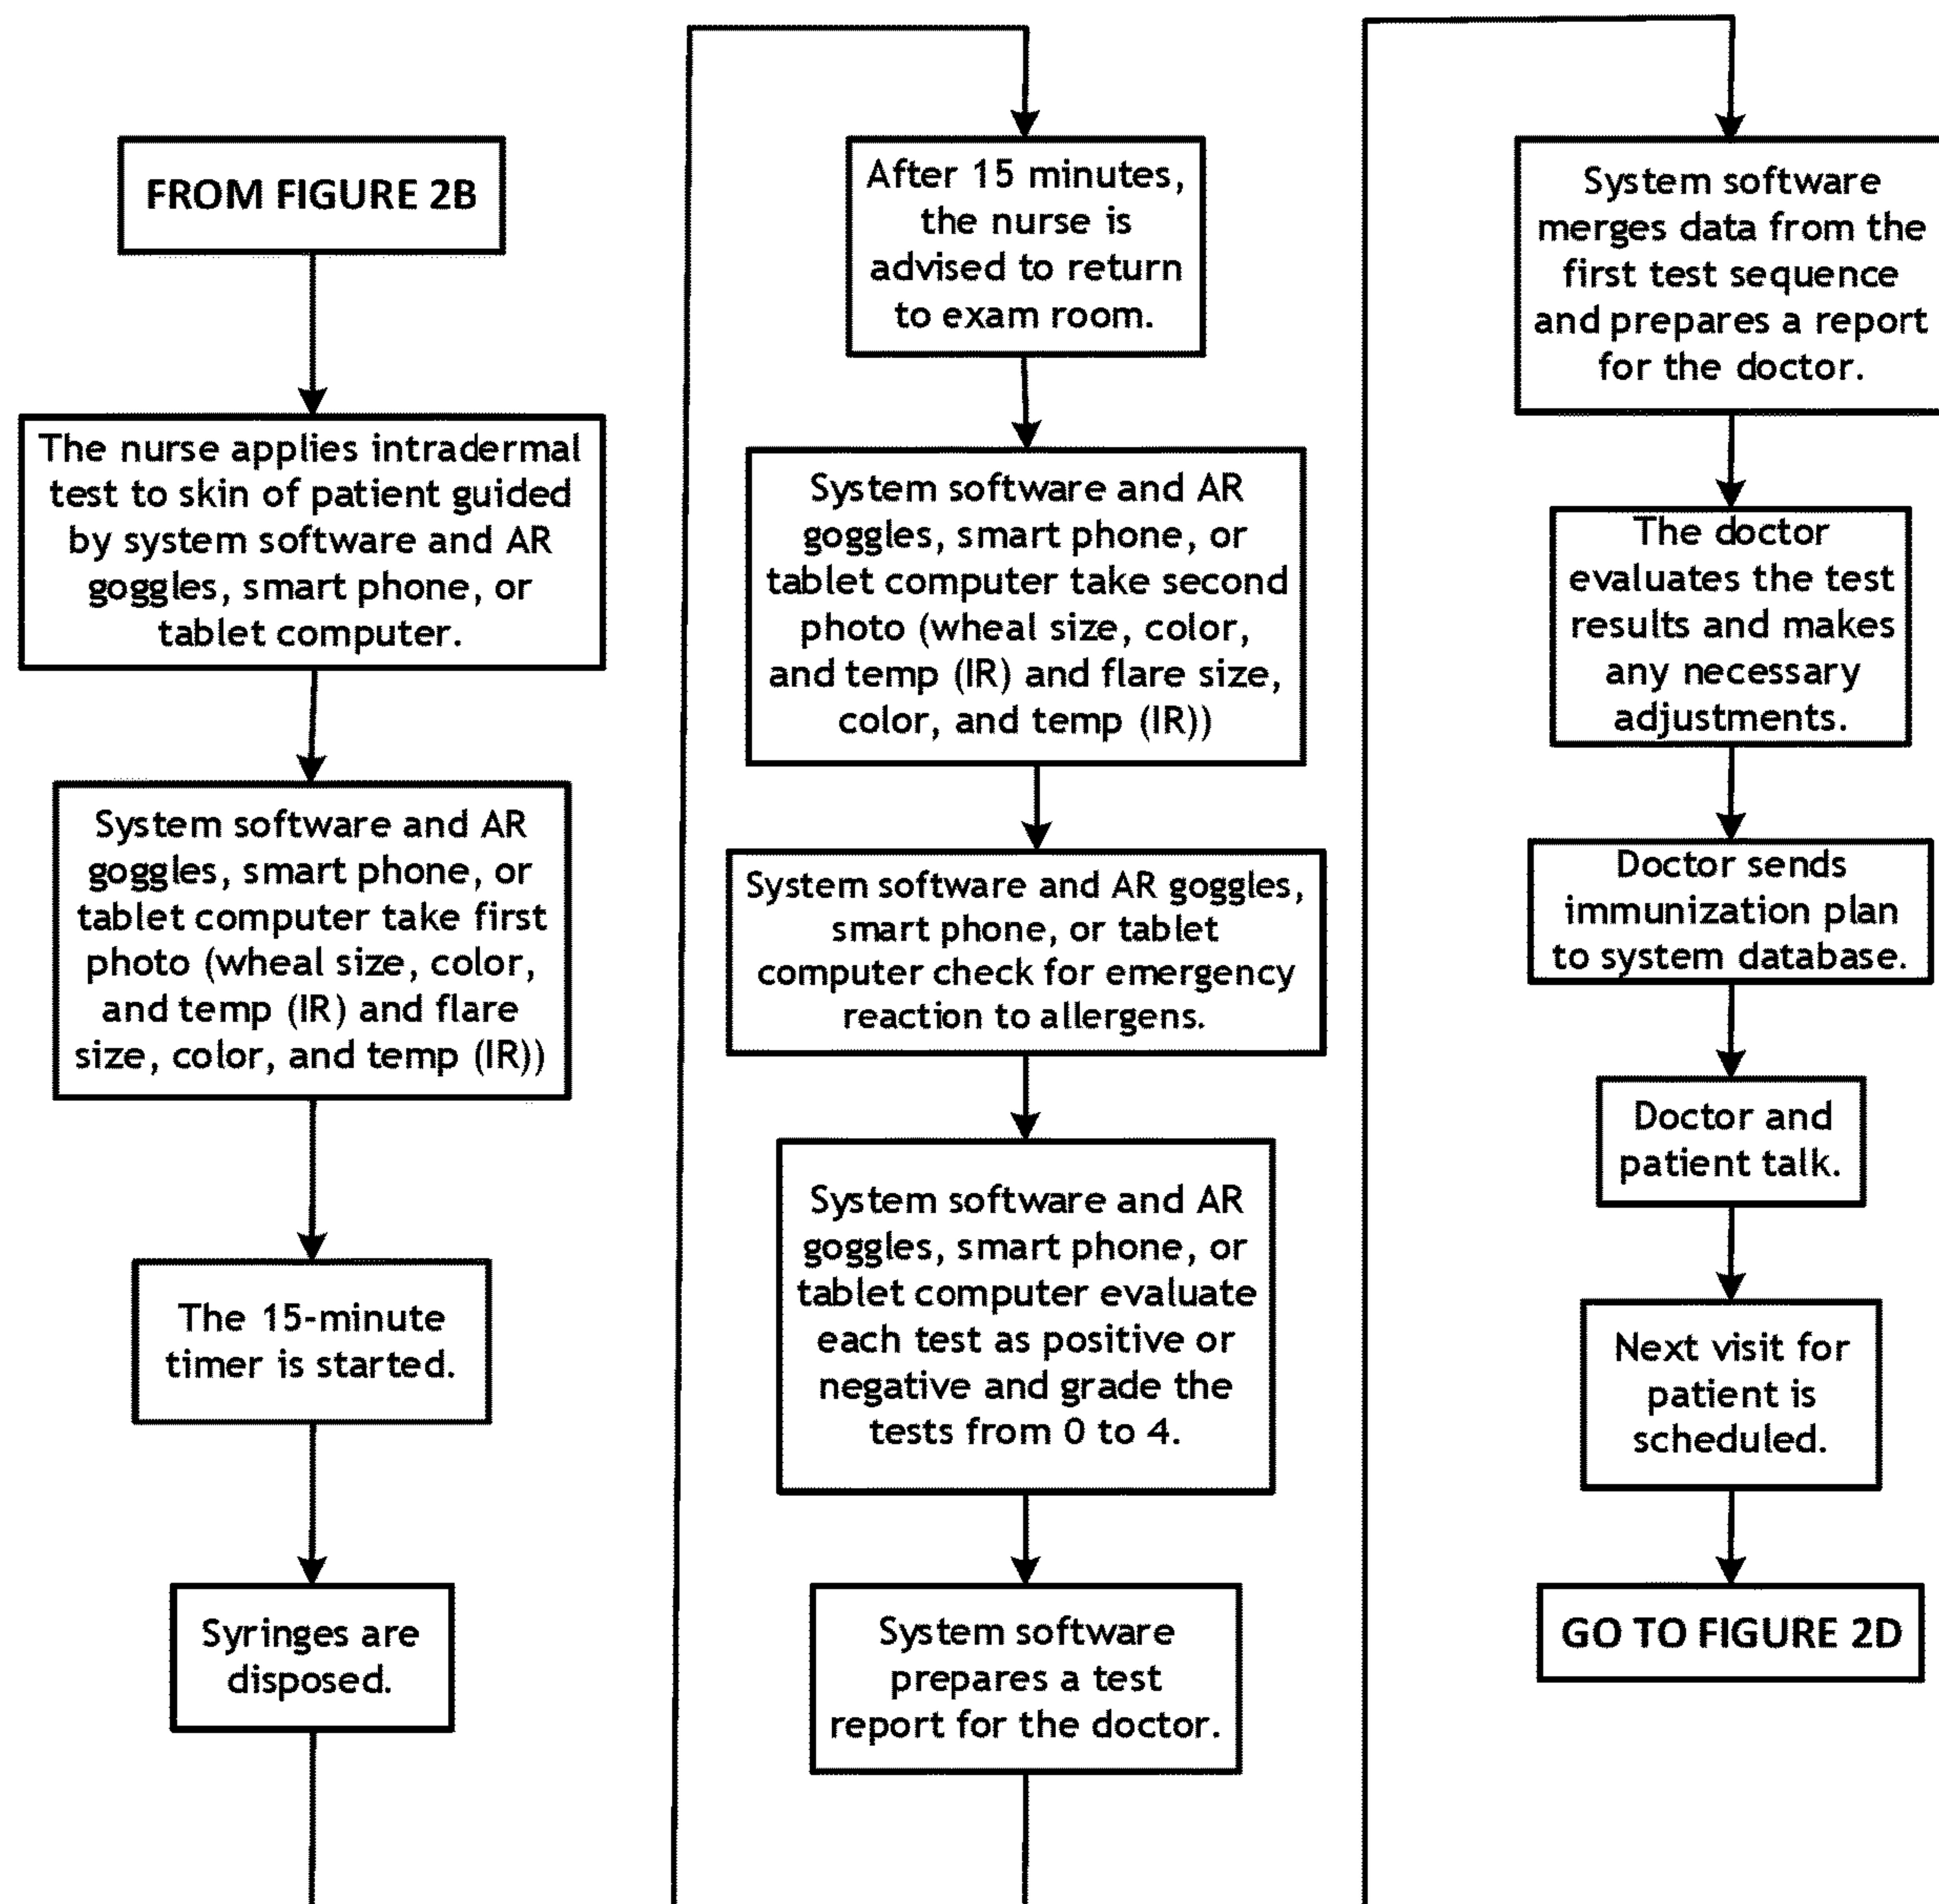 FROM FIGURE 2B
The nurse applies intradermal
test to skin of patient guided
by system software and AR
goggles, smart phone, or
tablet computer.
System software and AR
goggles, smart phone, or
tablet computer take first
photo (wheal size, color,
and temp (IR) and flare
size, color, and temp (IR))
The 15-minute
timer is started.
Syringes are
disposed.
After 15 minutes,
the nurse is
advised to return
to exam room.
System software and AR
goggles, smart phone, or
tablet computer take second
photo (wheal size, color,
and temp (IR) and flare size,
color, and temp (IR))
System software and AR goggles,
smart phone, or tablet
computer check for emergency
reaction to allergens.
System software and AR
goggles, smart phone, or
tablet computer evaluate
each test as positive or
negative and grade the
tests from 0 to 4.
System software
prepares a test
report for the doctor.
System software
merges data from the
first test sequence
and prepares a report
for the doctor.
The doctor
evaluates the test
results and makes
any necessary
adjustments.
Doctor sends
immunization plan
to system database.
Doctor and
patient talk.
Next visit for
patient is
scheduled.
GO TO FIGURE 2D